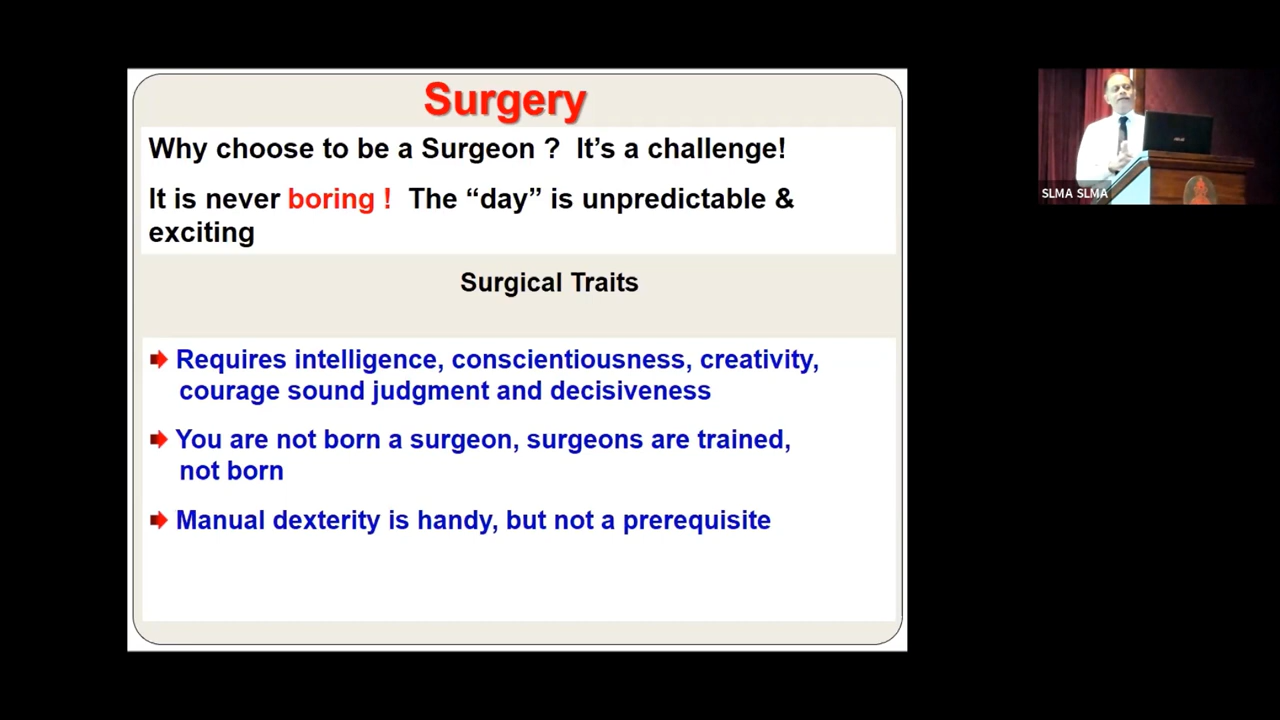 Surgery
Why choose to be a Surgeon ?  It's a challenge!
It is never boring !  The “day” is unpredictable &
exciting
Surgical Traits
Requires intelligence, conscientiousness, creativity,
courage sound judgment and decisiveness
You are not born a surgeon, surgeons are trained,
not born
Manual dexterity is handy, but not a prerequisite
SLMA SLMA